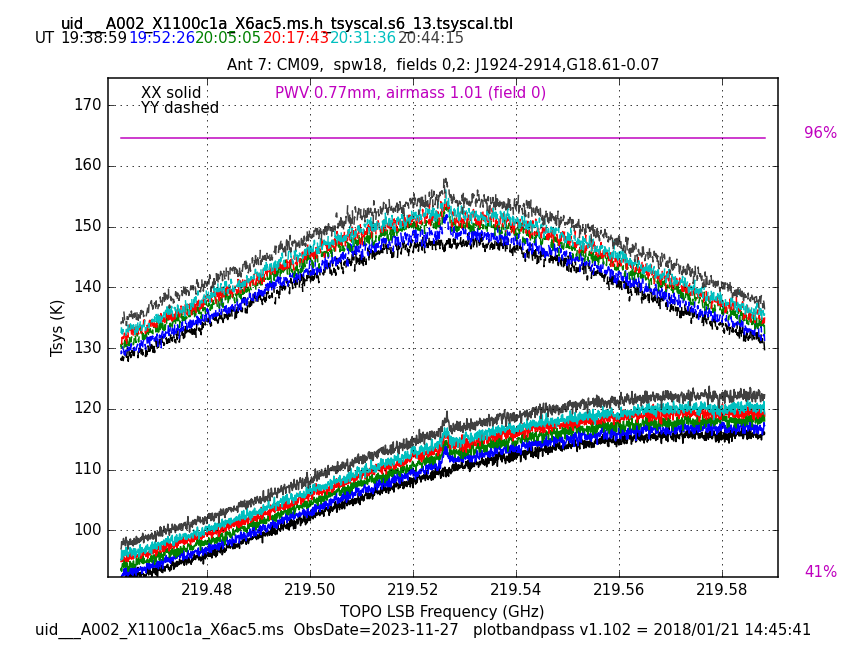 uid___A002_X1100c1a_X6ac5.ms.h_tsyscal.s6_13.tsyscal.tbl
UT 19:38:59 19:52:26 20:05:05 20:17:43 20:31:36 20:44:15
Ant 7: CM09,  spw18,  fields 0,2: J1924-2914,G18.61-0.07
XX solid
PWV 0.77mm, airmass 1.01 (field 0)
YY dashed
96%
41%
170
160
150
140
130
120
110
100
Tsys (K)
219.48 219.50 219.52 219.54 219.56 219.58
TOPO LSB Frequency (GHz)
uid___A002_X1100c1a_X6ac5.ms  ObsDate=2023-11-27   plotbandpass v1.102 = 2018/01/21 14:45:41